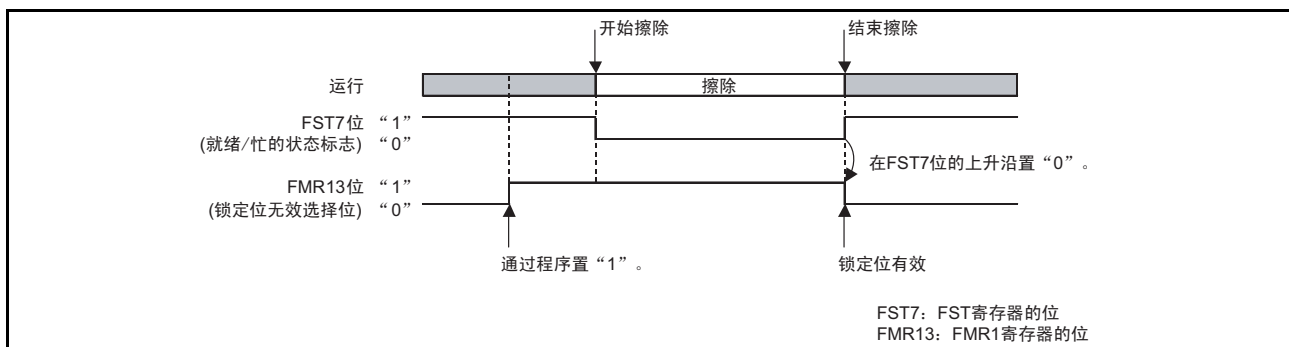 开始擦除 结束擦除
运行 擦除
FST7位 “1”
(就绪/忙的状态标志) “0”
在FST7位的上升沿置“0”。
FMR13位 “1”
(锁定位无效选择位) “0”
通过程序置“1”。 锁定位有效
FST7：FST寄存器的位
FMR13：FMR1寄存器的位